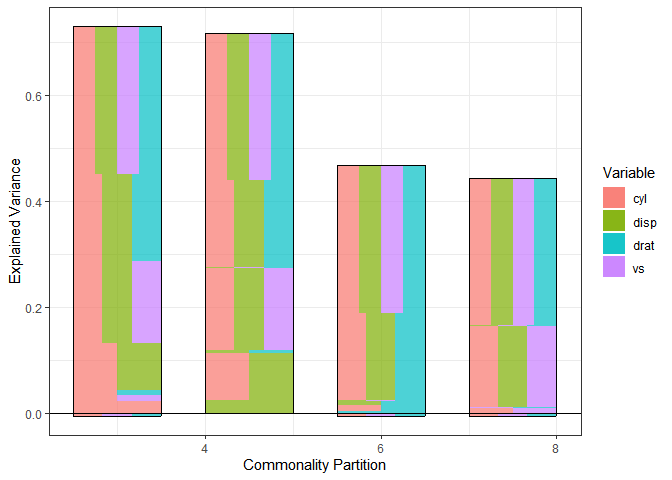 Explained Variance
0.6
0.4
0.2
0.0
4
6
8
Commonality Partition
Variable
cyl
disp
drat
vs